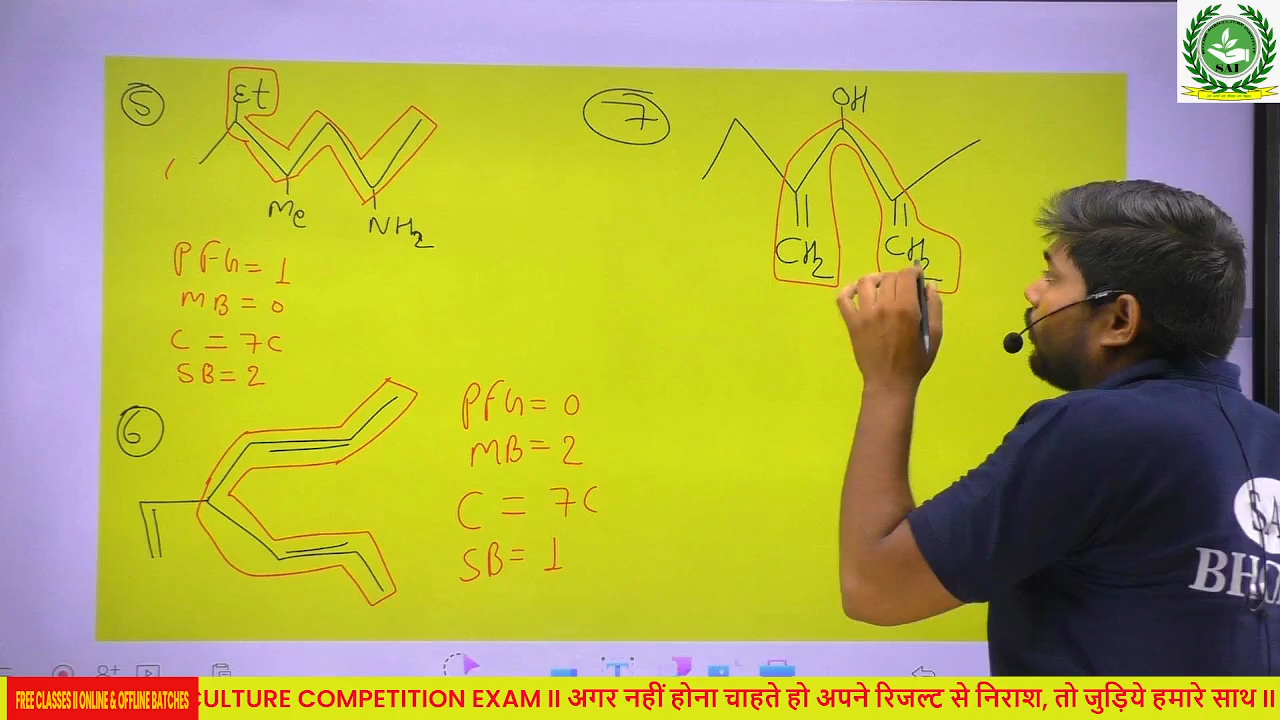 5
Et
Me
NH2
PFG = 1
MB = 0
C = 7C
SB = 2
6
PFG = 0
MB = 2
C = 7C
SB = 1
7
OH
CH2
CH2
SAI
FREE CLASSES II ONLINE & OFFLINE BATCHES
CULTURE COMPETITION EXAM II अगर नहीं होना चाहते हो अपने रिजल्ट से निराश, तो जुड़िये हमारे साथ II